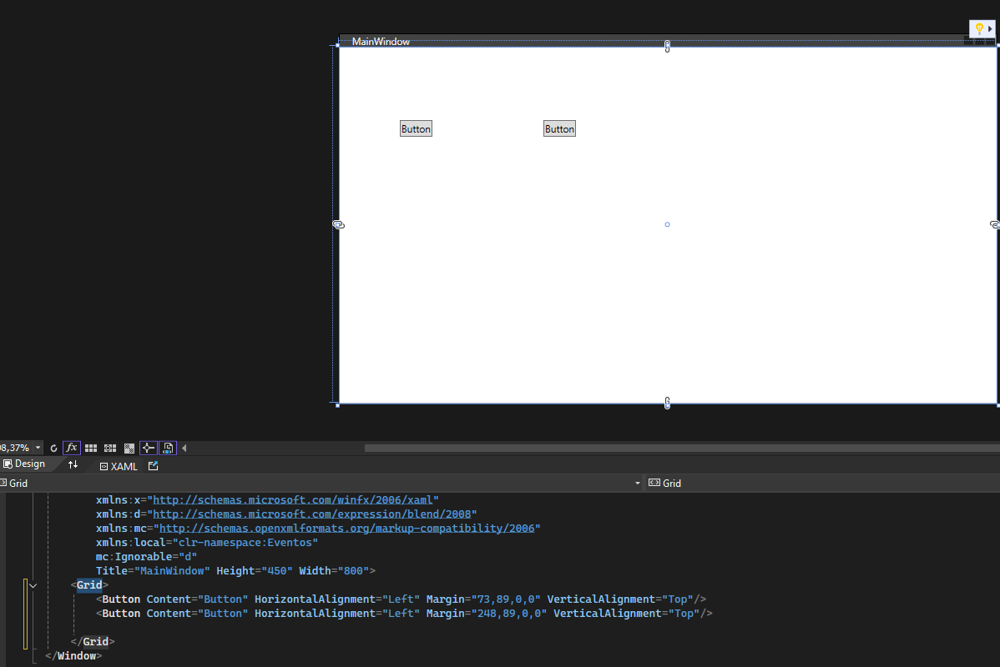 MainWindow
Button Button
8,37% fx
Design XAML
Grid Grid
xmlns:x="http://schemas.microsoft.com/winfx/2006/xaml"
xmlns:d="http://schemas.microsoft.com/expression/blend/2008"
xmlns:mc="http://schemas.openxmlformats.org/markup-compatibility/2006"
xmlns:local="clr-namespace:Eventos"
mc:Ignorable="d"
Title="MainWindow" Height="450" Width="800">
<Grid>
<Button Content="Button" HorizontalAlignment="Left" Margin="73,89,0,0" VerticalAlignment="Top"/>
<Button Content="Button" HorizontalAlignment="Left" Margin="248,89,0,0" VerticalAlignment="Top"/>
</Grid>
</Window>